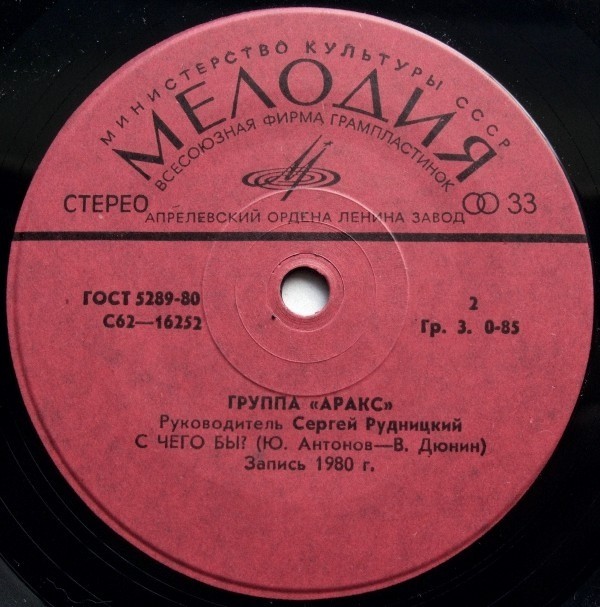 МИНИСТЕРСТВО КУЛЬТУРЫ СССР
МЕЛОДИЯ
ВСЕСОЮЗНАЯ ФИРМА ГРАМПЛАСТИНОК
СТЕРЕО 33
АПРЕЛЕВСКИЙ ОРДЕНА ЛЕНИНА ЗАВОД
ГОСТ 5289-80 2
С62—16252 Гр. 3. 0-85
ГРУППА «АРАКС»
Руководитель Сергей Рудницкий
С ЧЕГО БЫ? (Ю. Антонов—В. Дюнин)
Запись 1980 г.